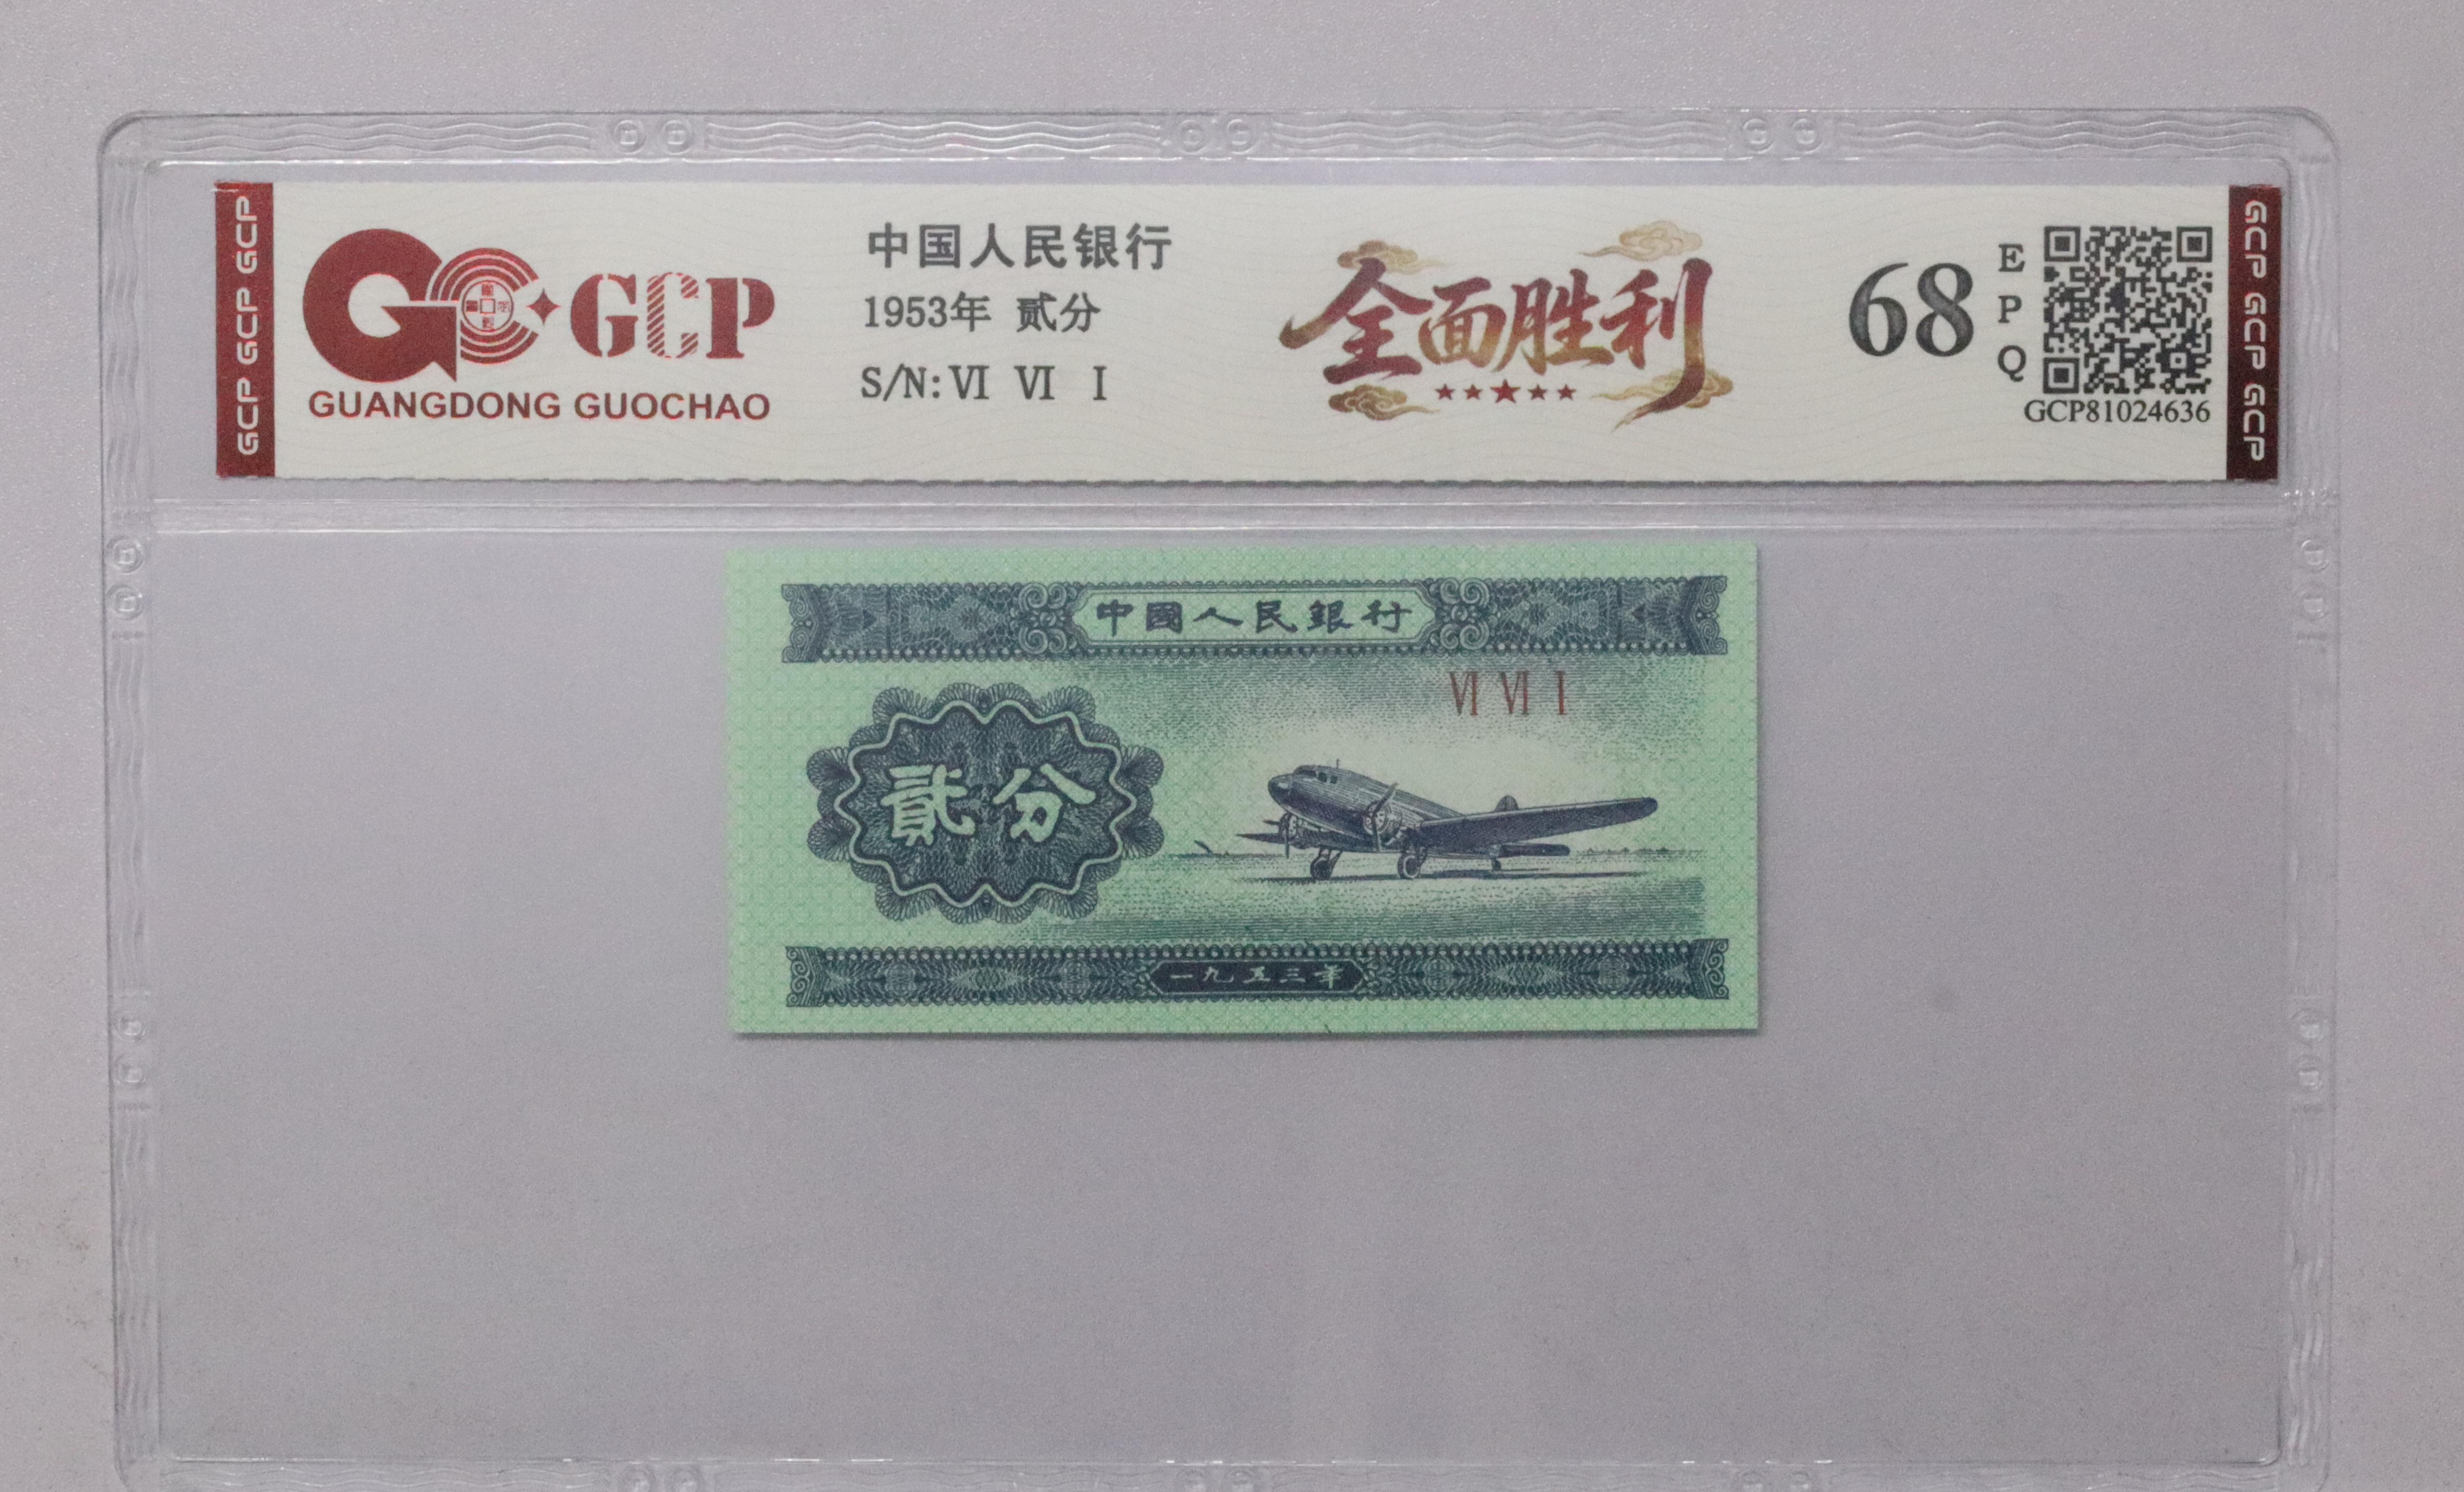 GCP GCP GCP
GCP
GUANGDONG GUOCHAO
中国人民银行
1953年 贰分
S/N:Ⅵ Ⅵ Ⅰ
全面胜利
68
EPQ
GCP81024636
GCP GCP GCP
中國人民銀行
Ⅵ Ⅵ Ⅰ
貳分
一九五三年